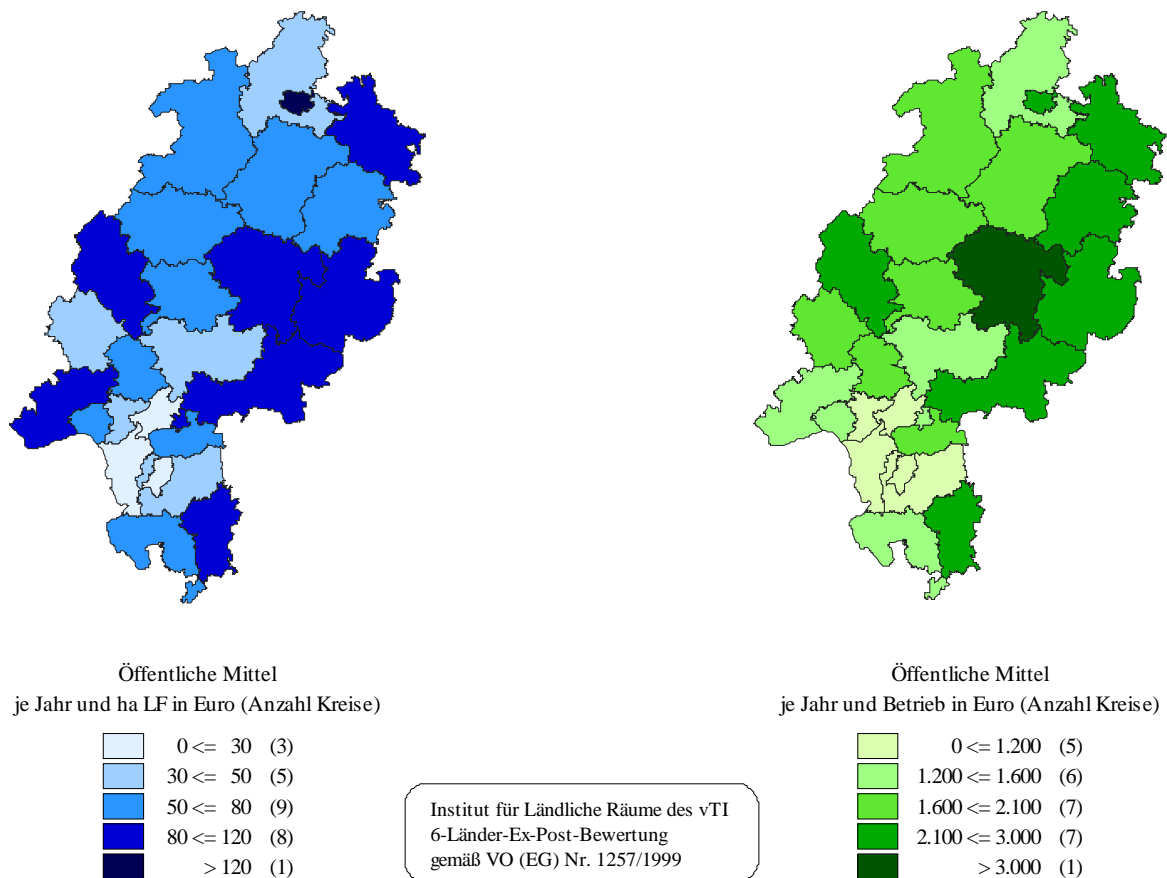 Öffentliche Mittel
je Jahr und ha LF in Euro (Anzahl Kreise)
0 <= 30 (3)
30 <= 50 (5)
50 <= 80 (9)
80 <= 120 (8)
> 120 (1)
Institut für Ländliche Räume des vTI
6-Länder-Ex-Post-Bewertung
gemäß VO (EG) Nr. 1257/1999
Öffentliche Mittel
je Jahr und Betrieb in Euro (Anzahl Kreise)
0 <= 1.200 (5)
1.200 <= 1.600 (6)
1.600 <= 2.100 (7)
2.100 <= 3.000 (7)
> 3.000 (1)